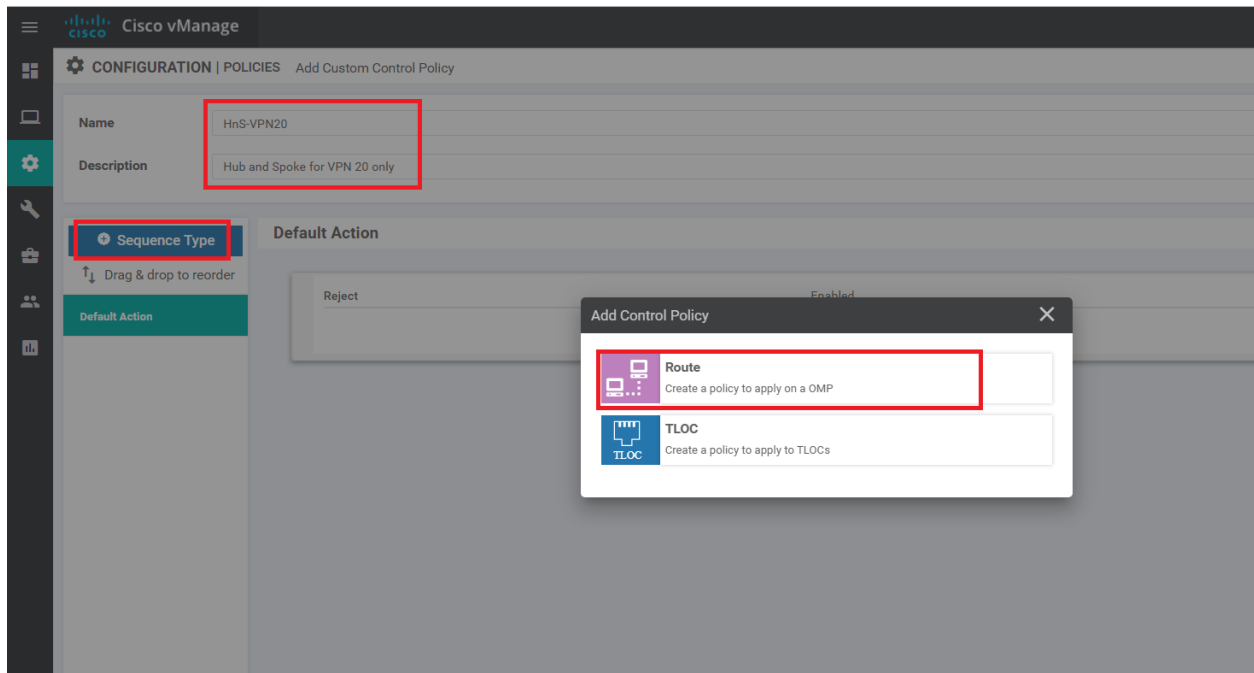 cisco Cisco vManage
CONFIGURATION | POLICIES Add Custom Control Policy
Name HnS-VPN20
Description Hub and Spoke for VPN 20 only
Sequence Type
Drag & drop to reorder
Default Action
Default Action
Reject Enabled
Add Control Policy
Route
Create a policy to apply on a OMP
TLOC
TLOC
Create a policy to apply to TLOCs